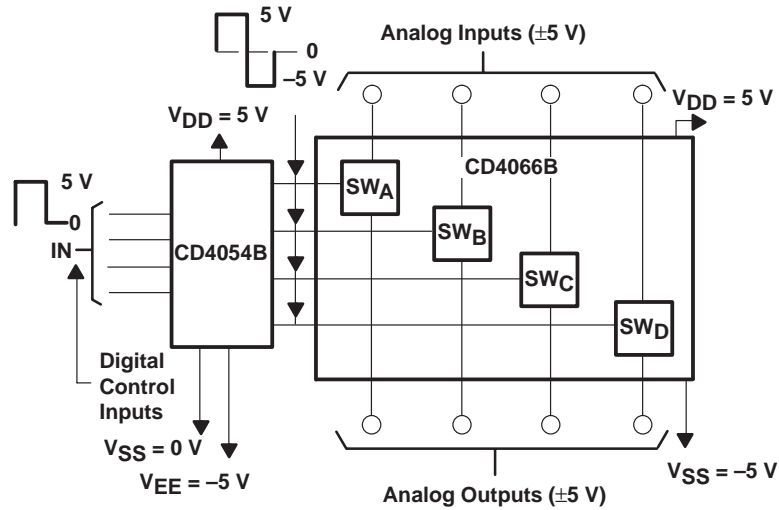 5 V
0
–5 V
Analog Inputs (±5 V)
VDD = 5 V
VDD = 5 V
5 V
0
IN
CD4054B
CD4066B
SWA
SWB
SWC
SWD
Digital
Control
Inputs
VSS = 0 V
VEE = –5 V
VSS = –5 V
Analog Outputs (±5 V)